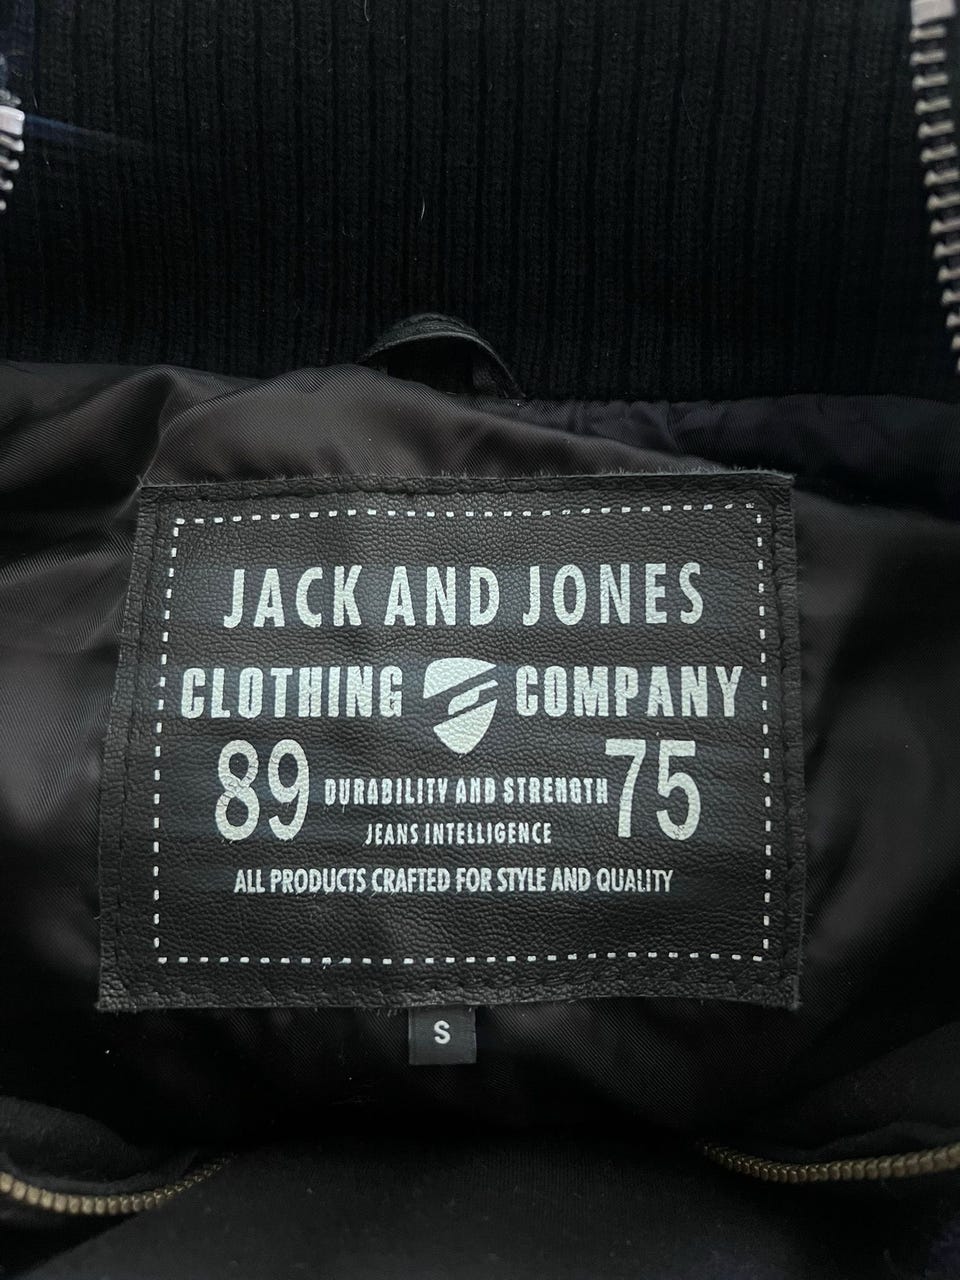 JACK AND JONES
CLOTHING COMPANY
89 DURABILITY AND STRENGTH 75
JEANS INTELLIGENCE
ALL PRODUCTS CRAFTED FOR STYLE AND QUALITY
S